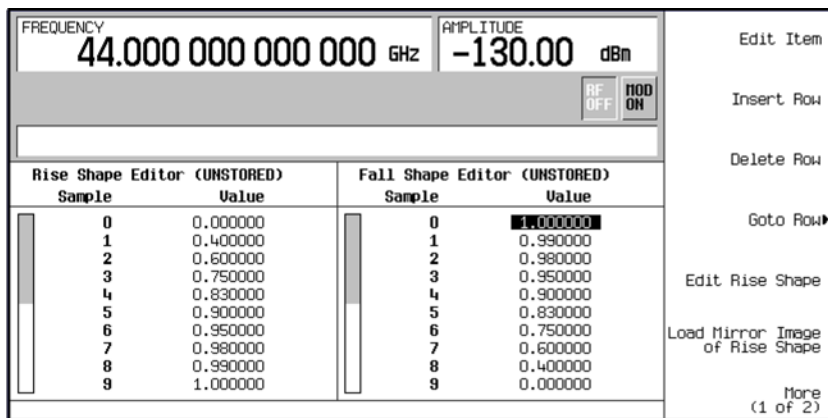 FREQUENCY
44.000 000 000 000 GHz
AMPLITUDE
-130.00 dBm
RF OFF
MOD ON
Rise Shape Editor (UNSTORED)
Sample Value
0 0.000000
1 0.400000
2 0.600000
3 0.750000
4 0.830000
5 0.900000
6 0.950000
7 0.980000
8 0.990000
9 1.000000
Fall Shape Editor (UNSTORED)
Sample Value
0 1.000000
1 0.990000
2 0.980000
3 0.950000
4 0.900000
5 0.830000
6 0.750000
7 0.600000
8 0.400000
9 0.000000
Edit Item
Insert Row
Delete Row
Goto Row
Edit Rise Shape
Load Mirror Image
of Rise Shape
More
(1 of 2)